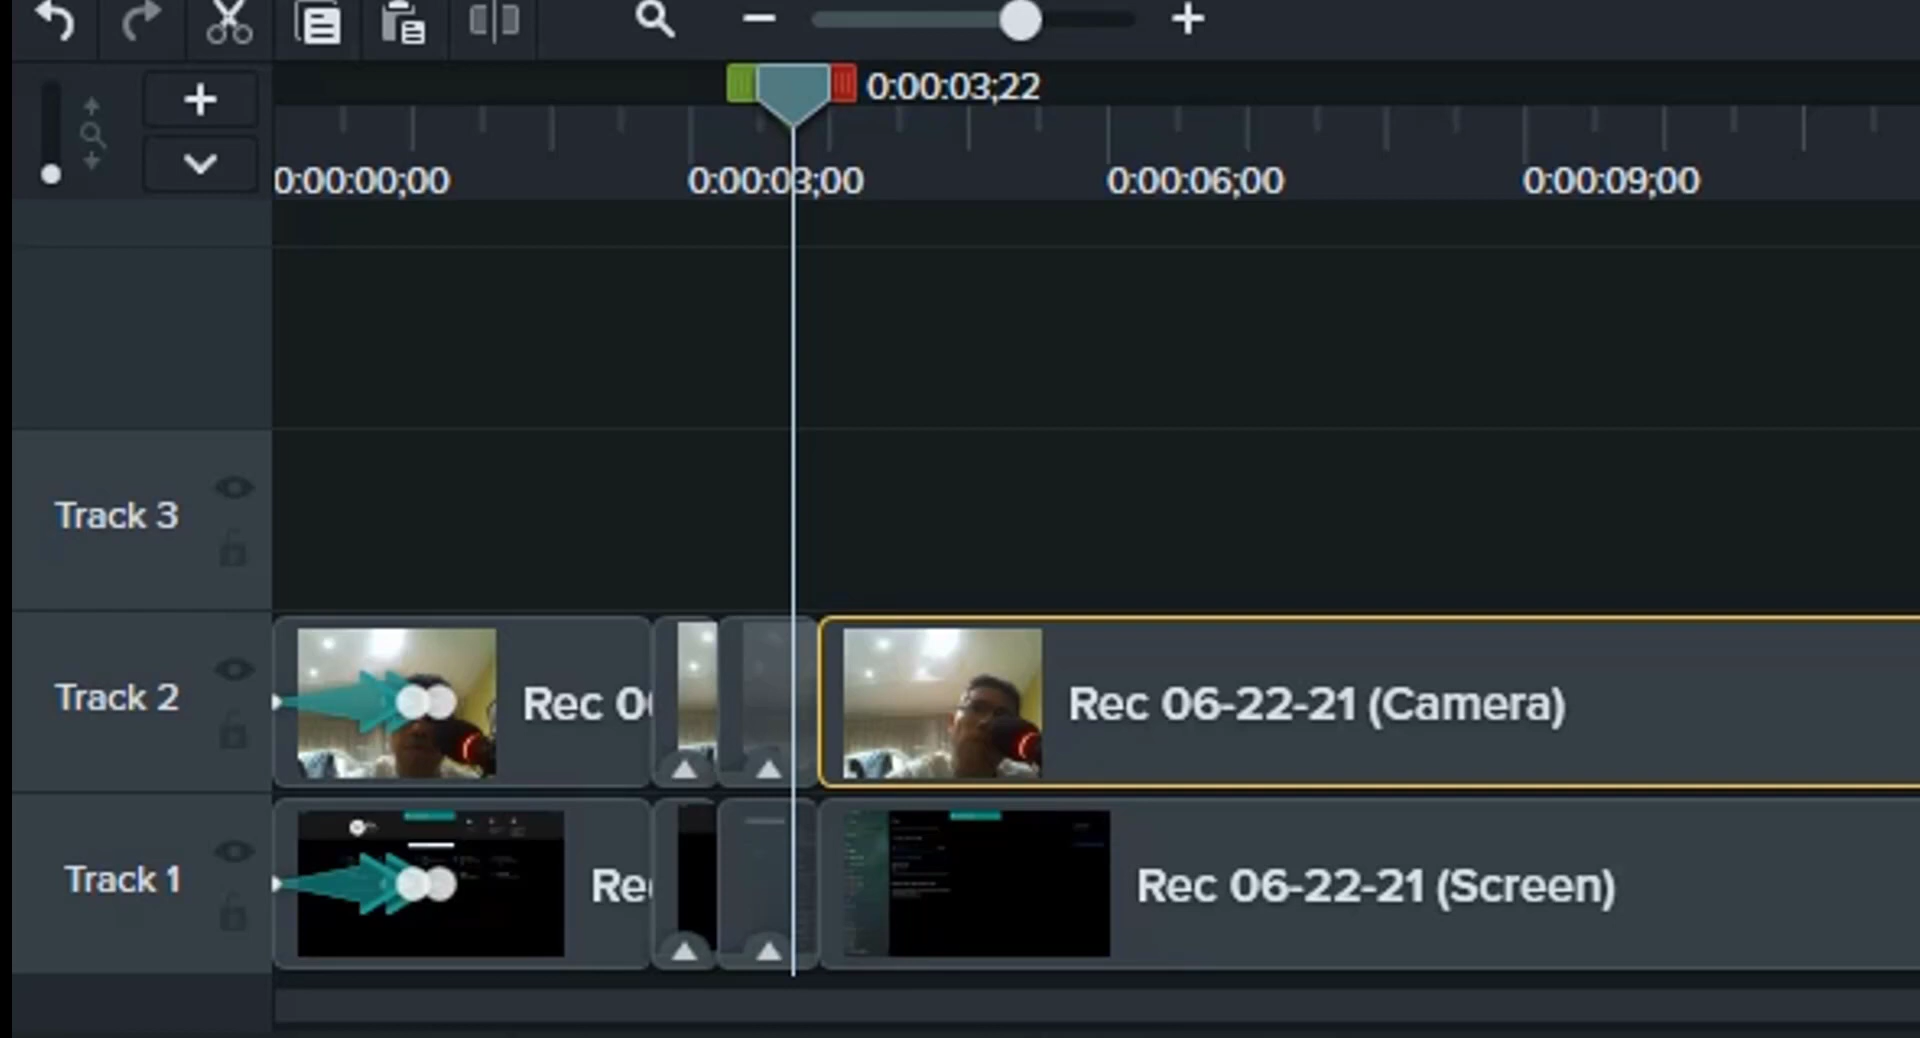 0:00:03;22
0:00:00;00
0:00:03;00
0:00:06;00
0:00:09;00
Track 3
Track 2
Rec 0
Rec 06-22-21 (Camera)
Track 1
Re
Rec 06-22-21 (Screen)